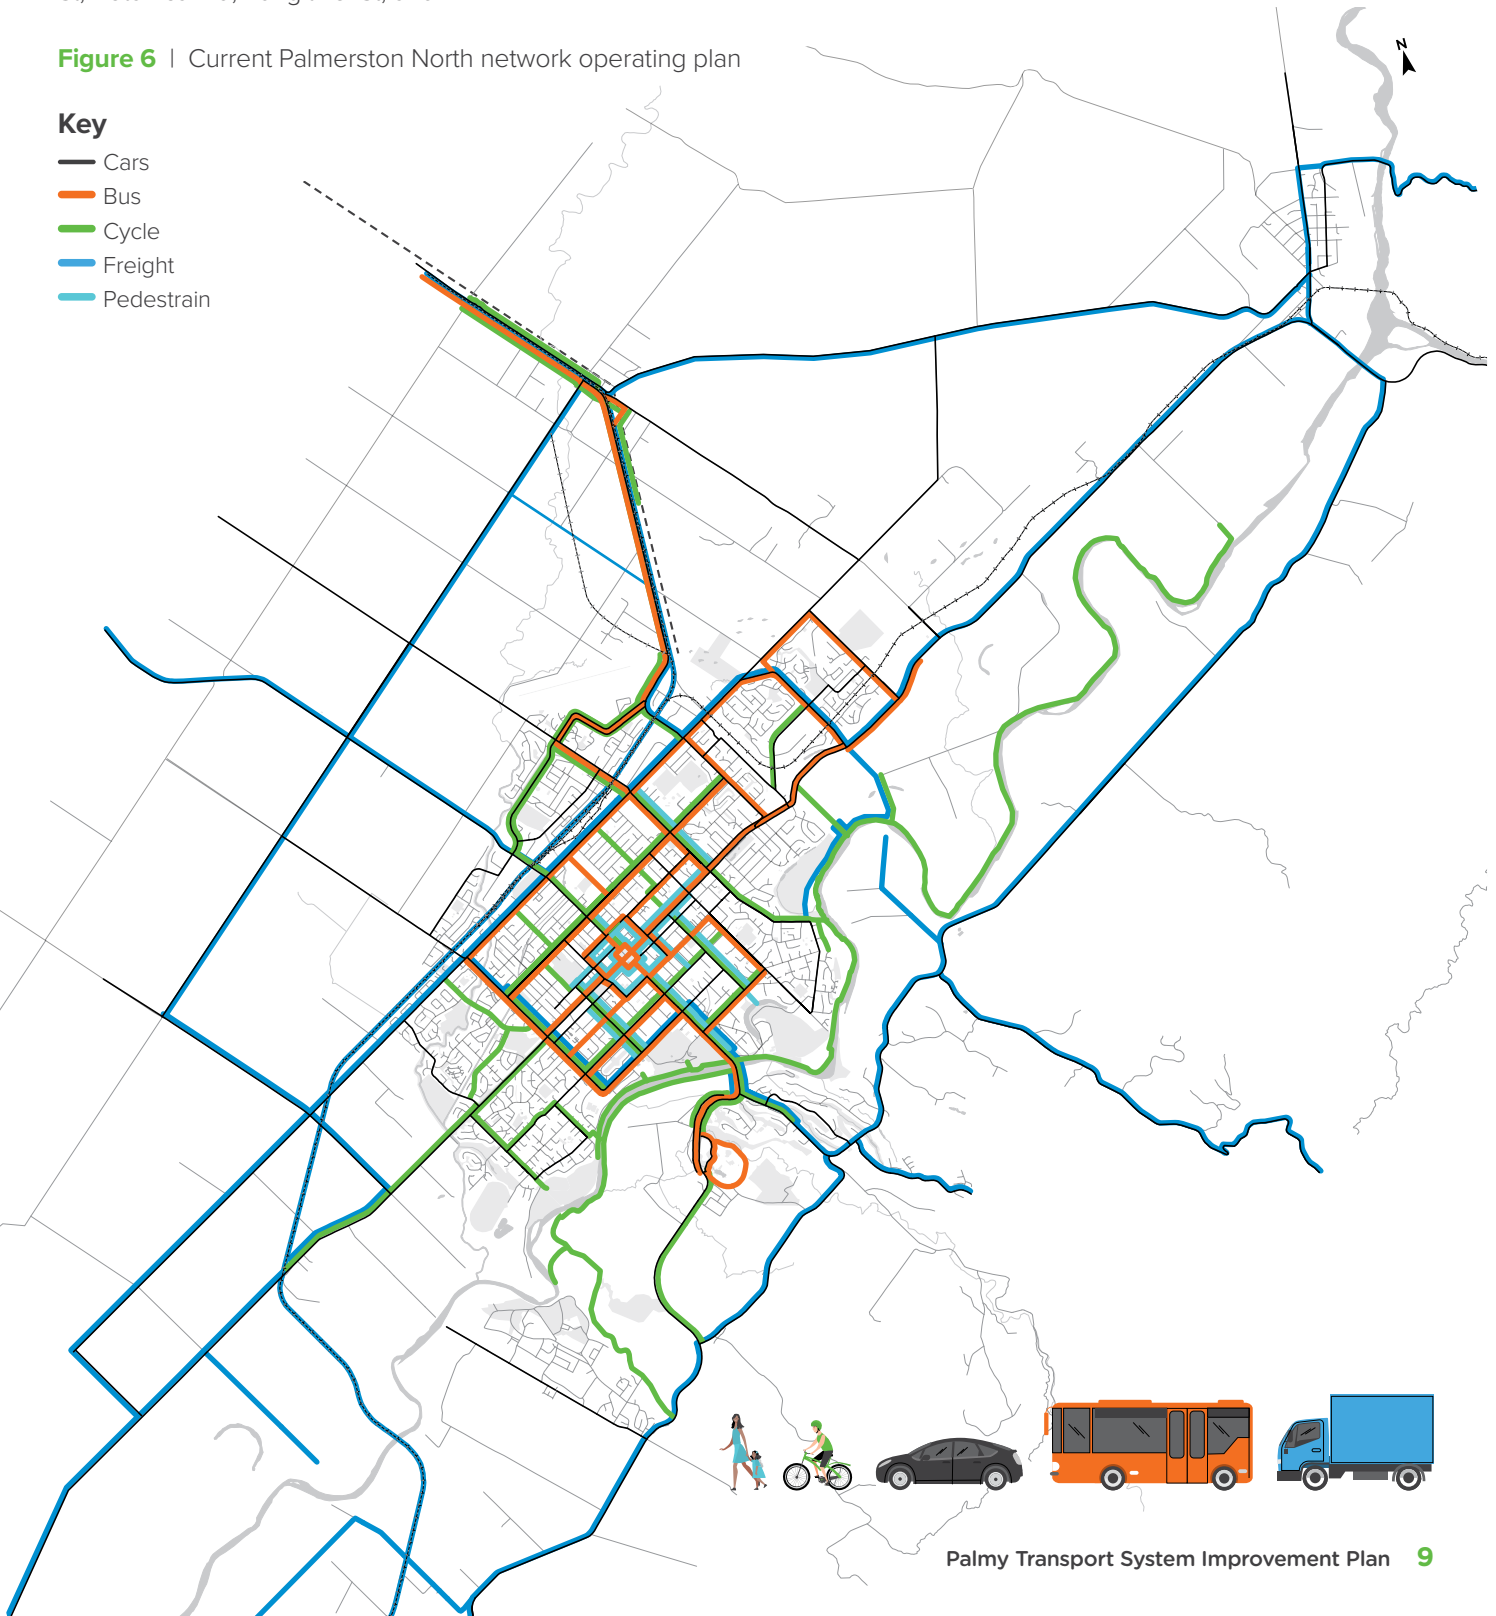 Figure 6 | Current Palmerston North network operating plan
N
Key
Cars
Bus
Cycle
Freight
Pedestrain
Palmy Transport System Improvement Plan 9